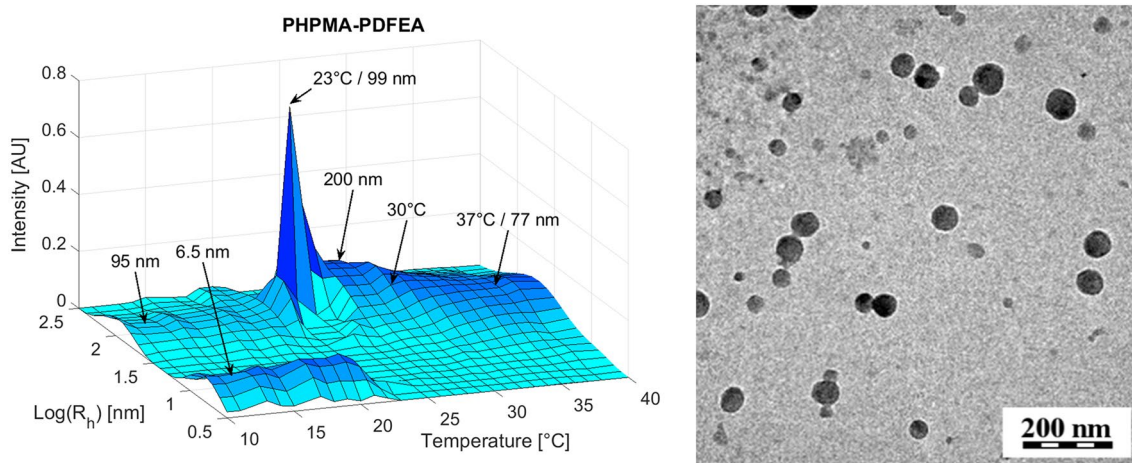 PHPMA-PDFEA
0.8
0.6
0.4
0.2
0
Intensity [AU]
23°C / 99 nm
200 nm
30°C
37°C / 77 nm
6.5 nm
95 nm
2.5
2
1.5
1
0.5
Log(Rₕ) [nm]
10
15
20
25
30
35
40
Temperature [°C]
200 nm